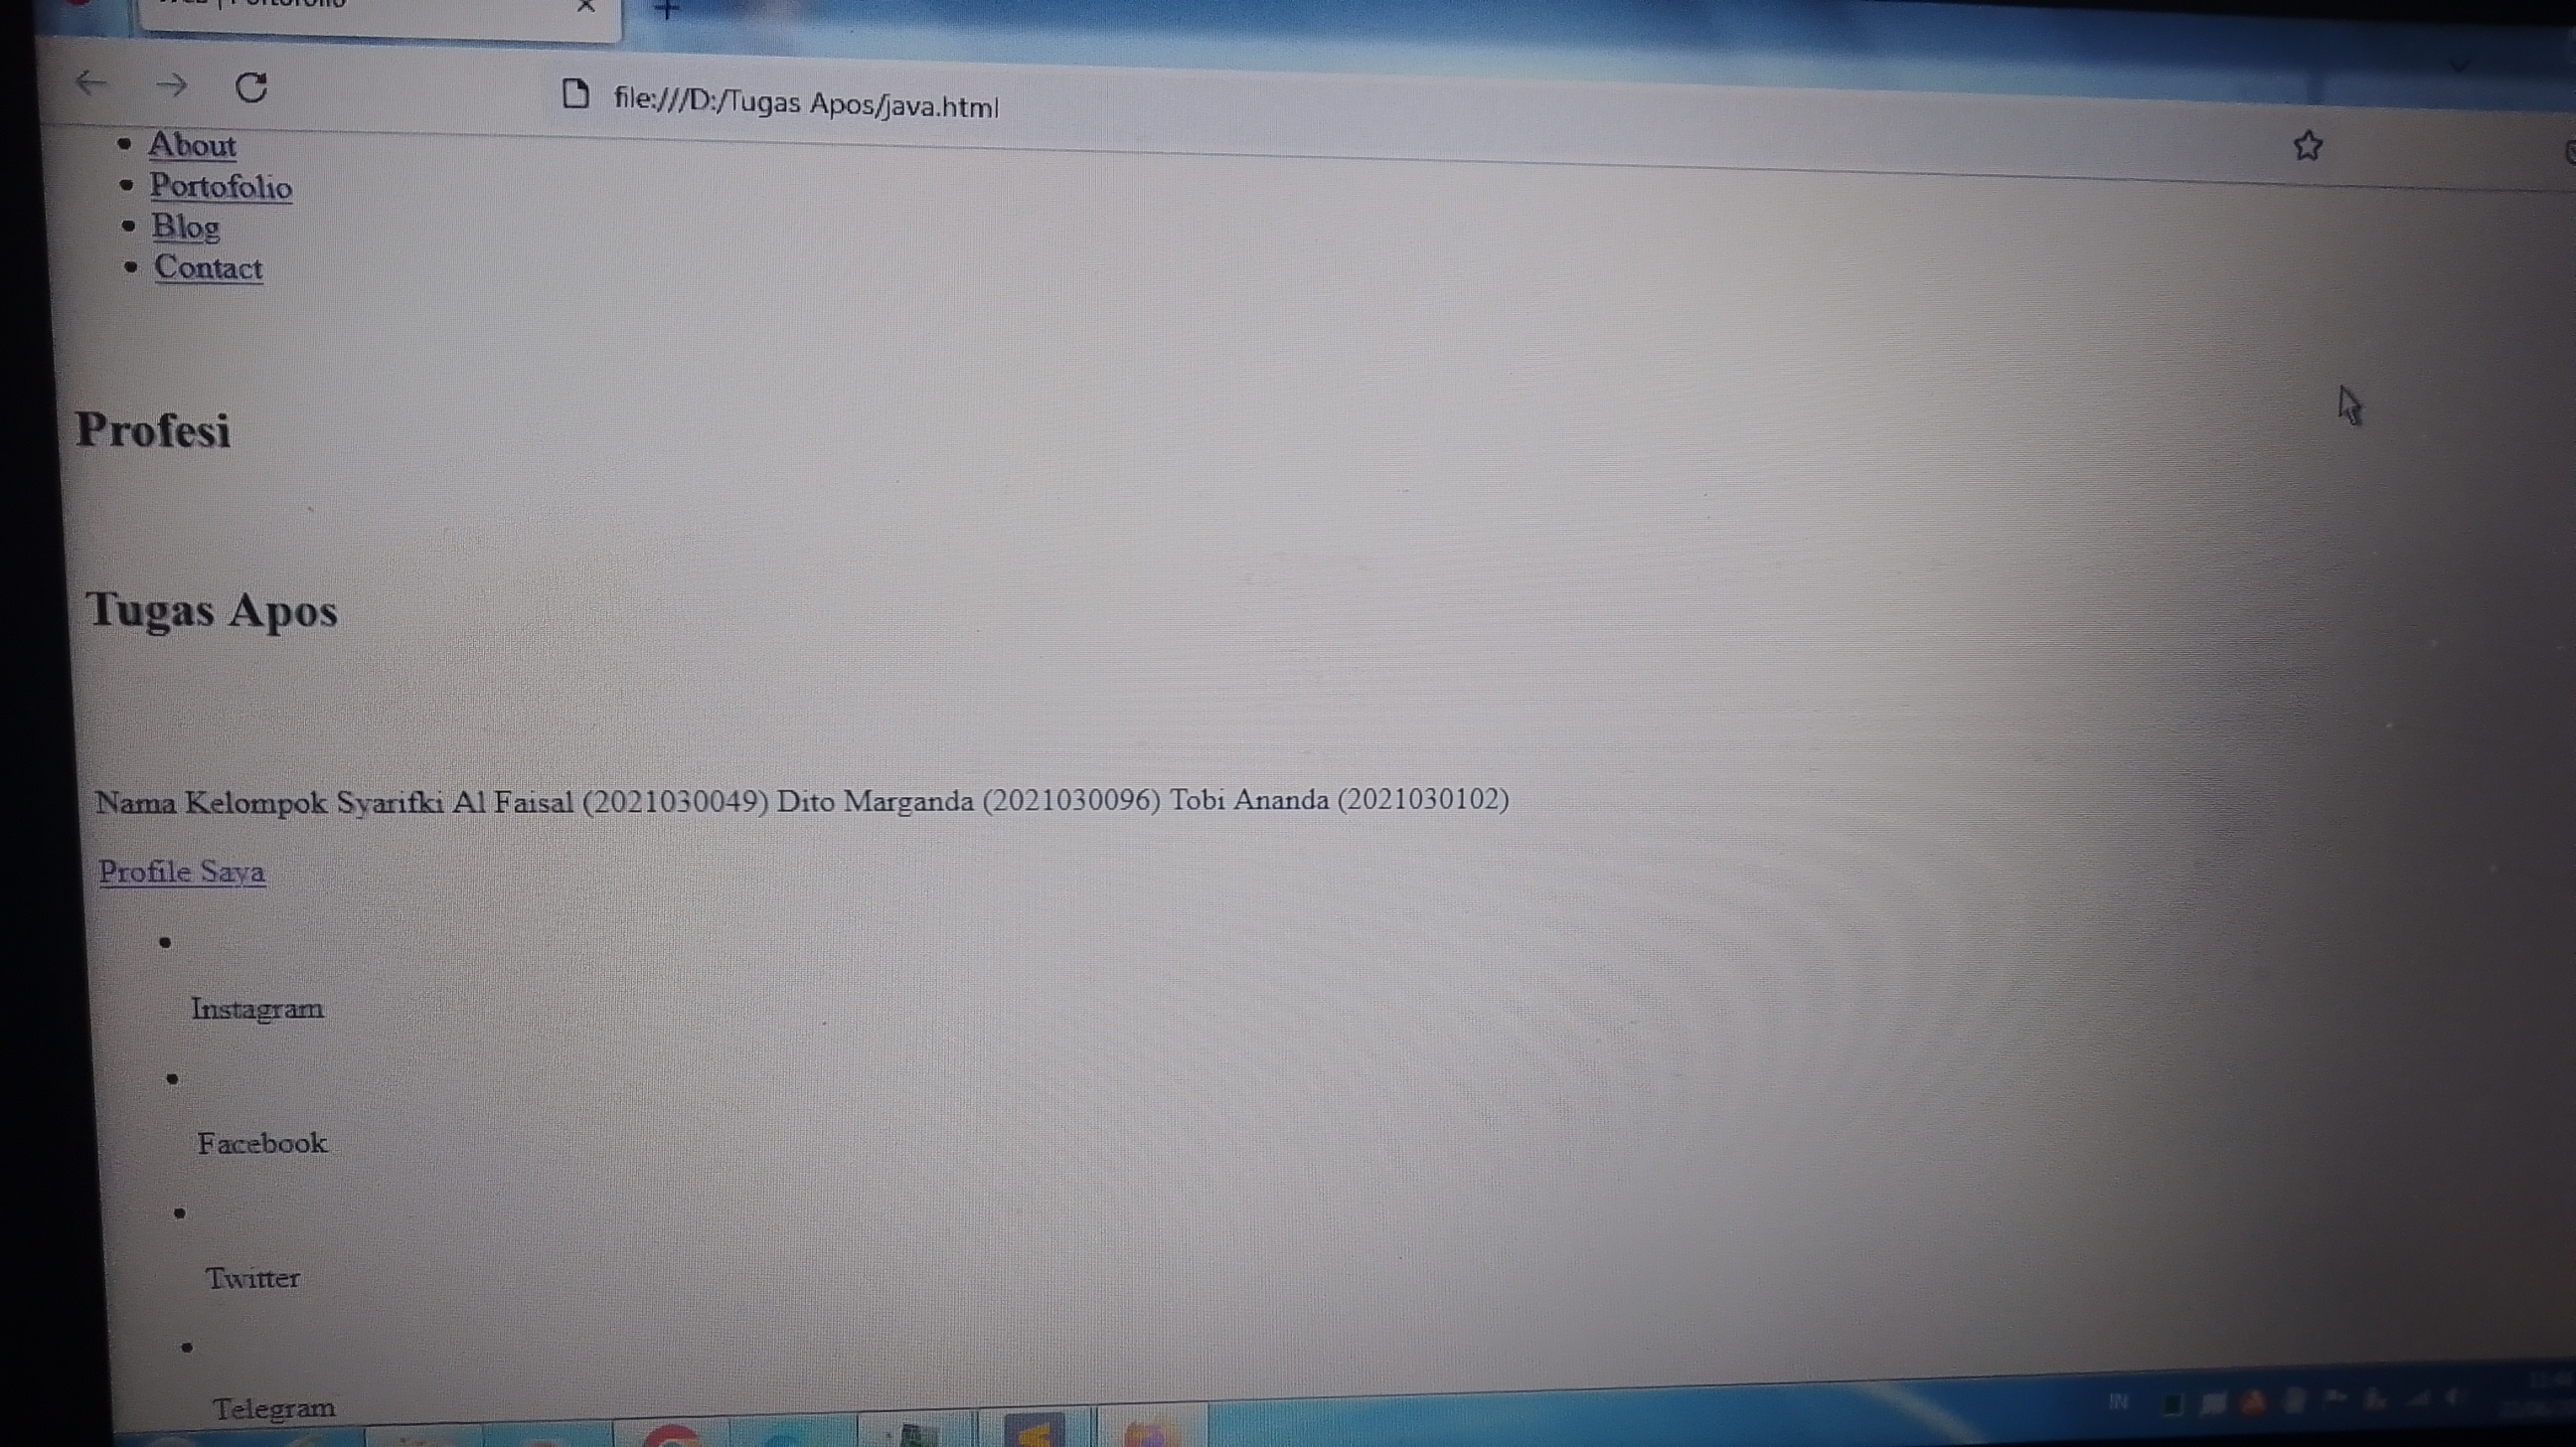 file:///D:/Tugas Apos/java.html
About
Portofolio
Blog
Contact
Profesi
Tugas Apos
Nama Kelompok Syarifki Al Faisal (2021030049) Dito Marganda (2021030096) Tobi Ananda (2021030102)
Profile Saya
Instagram
Facebook
Twitter
Telegram
IN